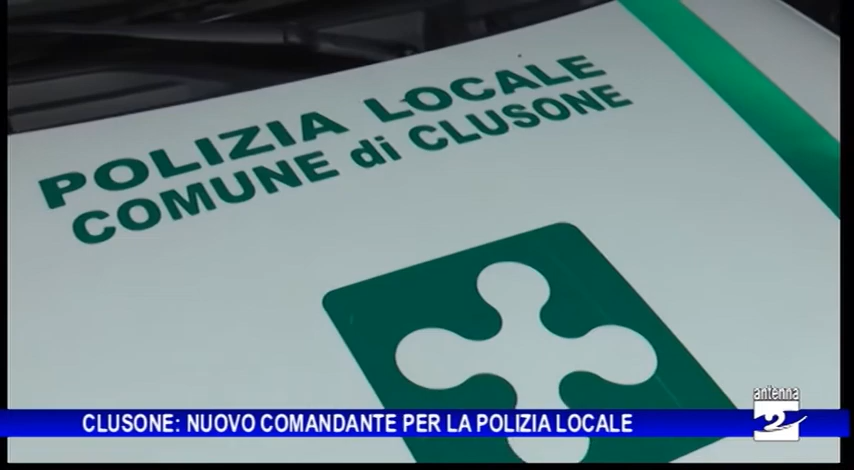 POLIZIA LOCALE
COMUNE di CLUSONE
CLUSONE: NUOVO COMANDANTE PER LA POLIZIA LOCALE
antenna
2